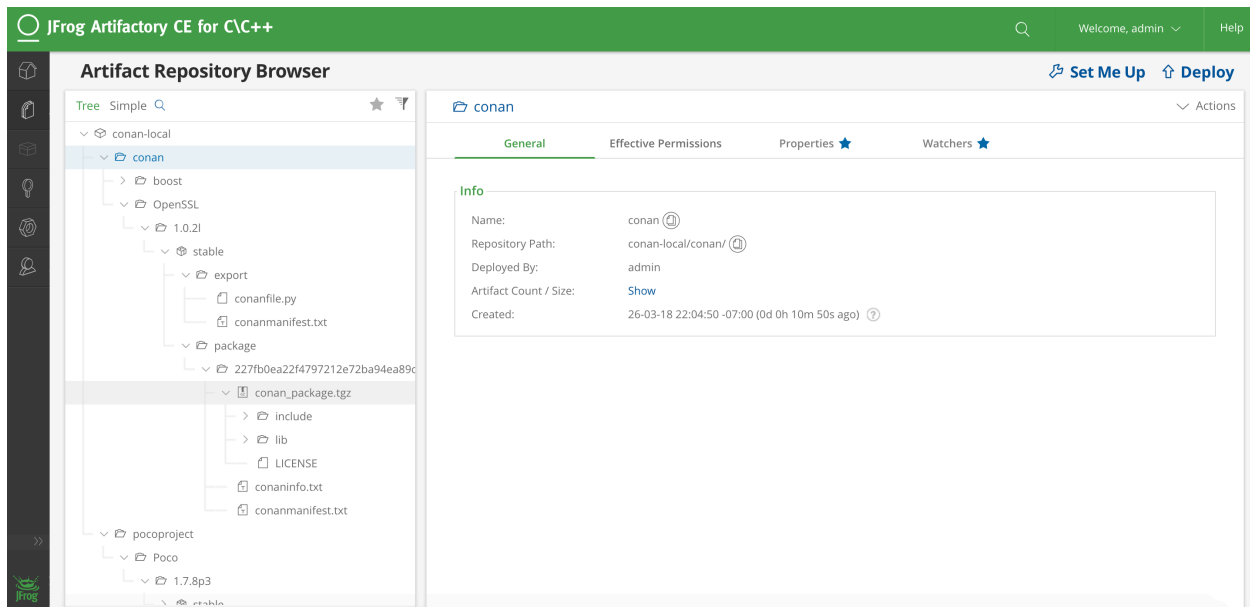 JFrog Artifactory CE for C\C++
Welcome, admin
Help
Artifact Repository Browser
Set Me Up
Deploy
Tree Simple
conan-local
conan
boost
OpenSSL
1.0.2l
stable
export
conanfile.py
conanmanifest.txt
package
227fb0ea22f4797212e72ba94ea89c
conan_package.tgz
include
lib
LICENSE
conaninfo.txt
conanmanifest.txt
pocoproject
Poco
1.7.8p3
stable
JFrog
conan
Actions
General Effective Permissions Properties Watchers
Info
Name: conan
Repository Path: conan-local/conan/
Deployed By: admin
Artifact Count / Size: Show
Created: 26-03-18 22:04:50 -07:00 (0d 0h 10m 50s ago)